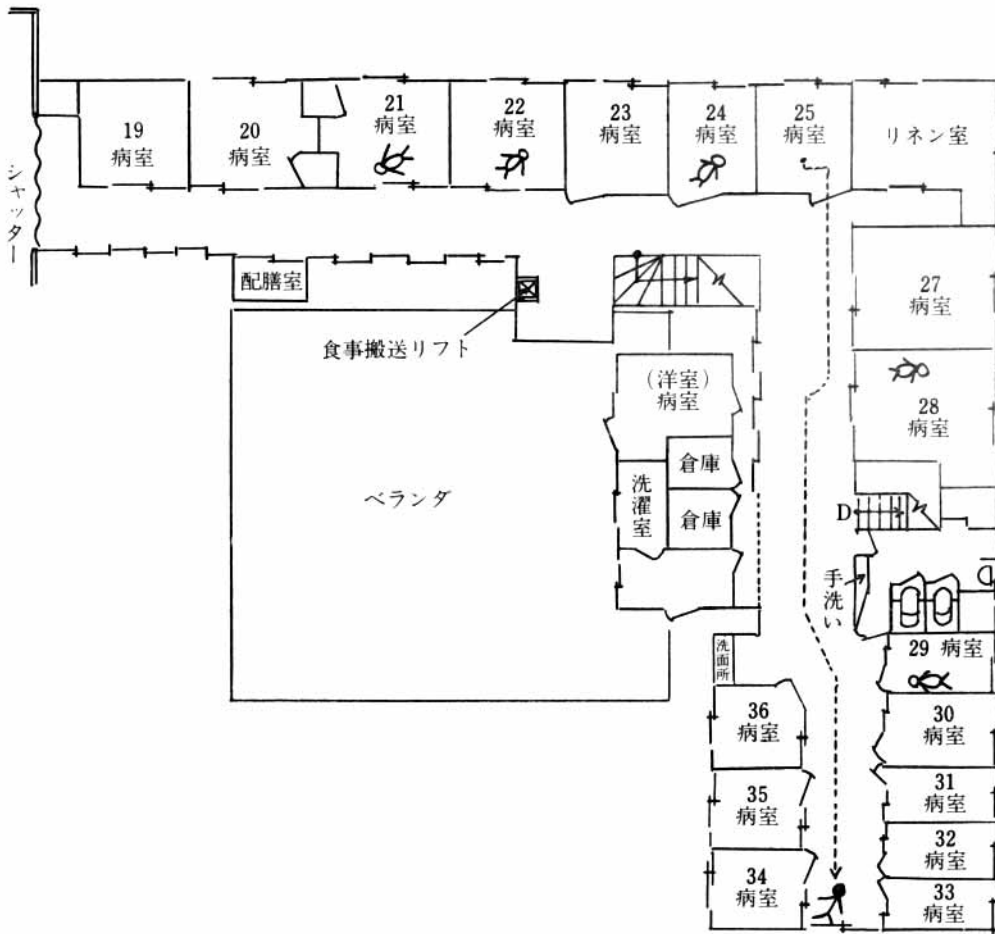 19
病室
20
病室
21
病室
22
病室
23
病室
24
病室
25
病室
リネン室
シャッター
配膳室
食事搬送リフト
27
病室
28
病室
(洋室)
病室
倉庫
洗濯室
倉庫
ベランダ
D
手洗い
29 病室
洗面所
36
病室
30
病室
35
病室
31
病室
32
病室
34
病室
33
病室